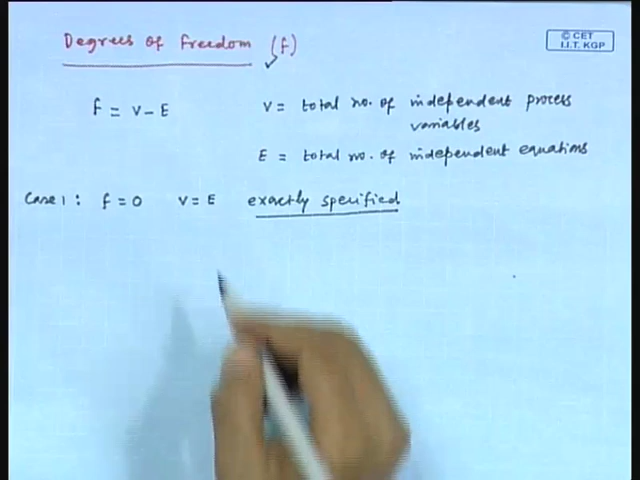 Degrees of freedom (f)
© CET
I.I.T. KGP
f = V - E
V = total no. of independent process variables
E = total no. of independent equations
Case 1 : f = 0 V = E exactly specified